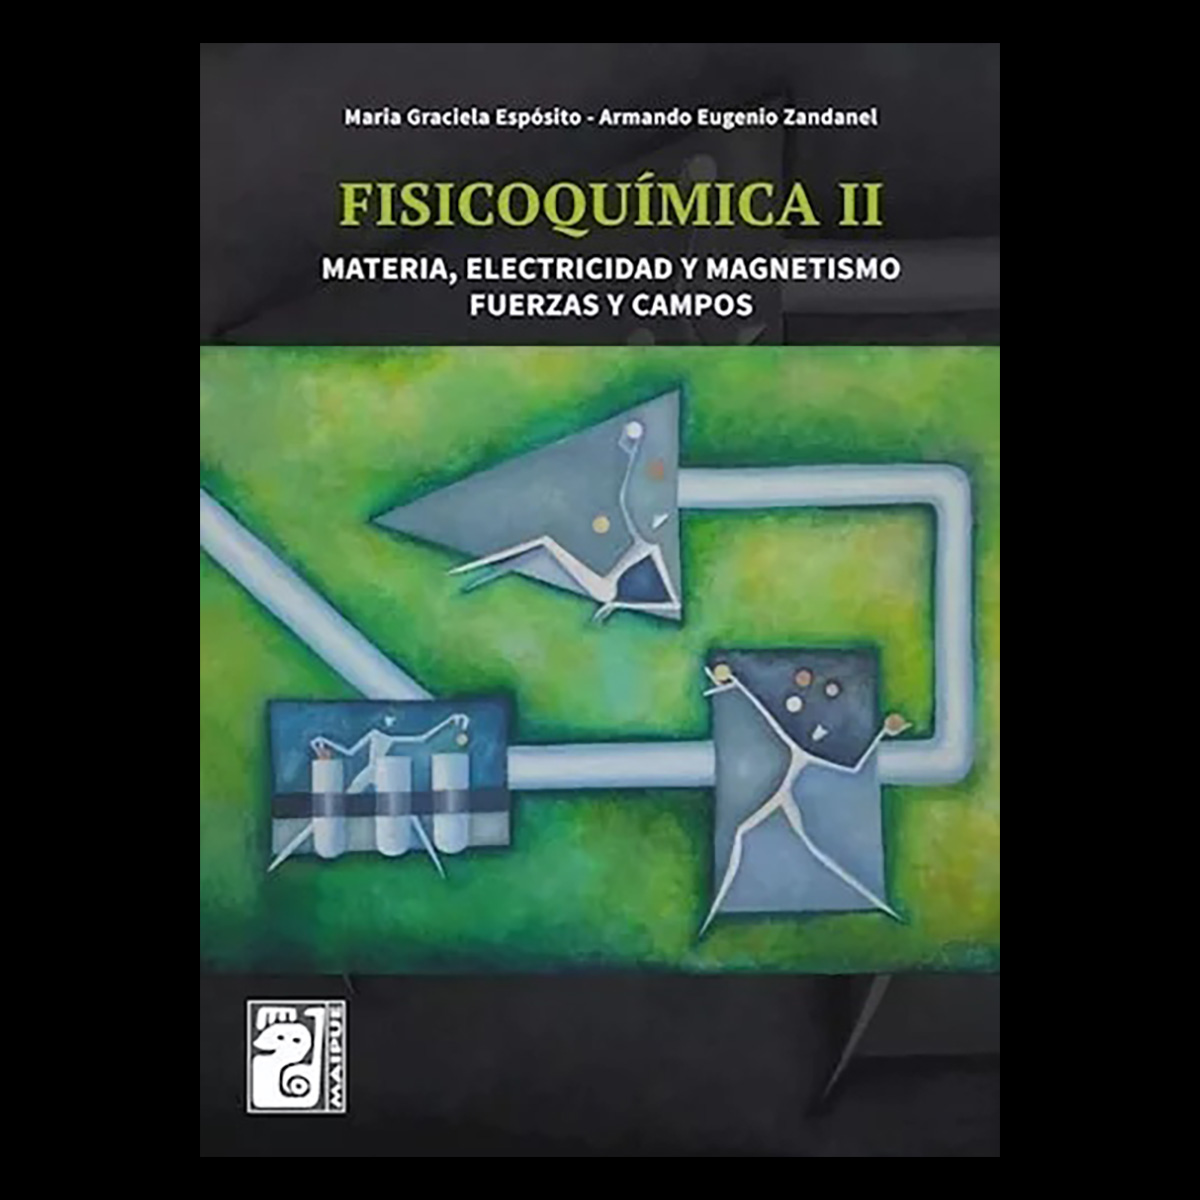 Maria Graciela Espósito - Armando Eugenio Zandanel
FISICOQUÍMICA II
MATERIA, ELECTRICIDAD Y MAGNETISMO
FUERZAS Y CAMPOS
MAIPUE